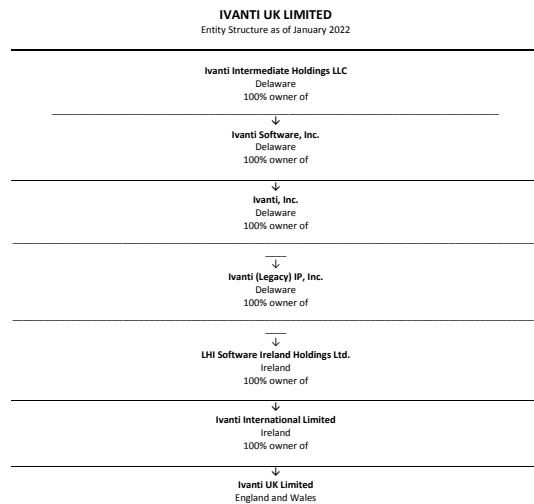 IVANTI UK LIMITED
Entity Structure as of January 2022
Ivanti Intermediate Holdings LLC
Delaware
100% owner of
↓
Ivanti Software, Inc.
Delaware
100% owner of
↓
Ivanti, Inc.
Delaware
100% owner of
↓
Ivanti (Legacy) IP, Inc.
Delaware
100% owner of
↓
LHI Software Ireland Holdings Ltd.
Ireland
100% owner of
↓
Ivanti International Limited
Ireland
100% owner of
↓
Ivanti UK Limited
England and Wales